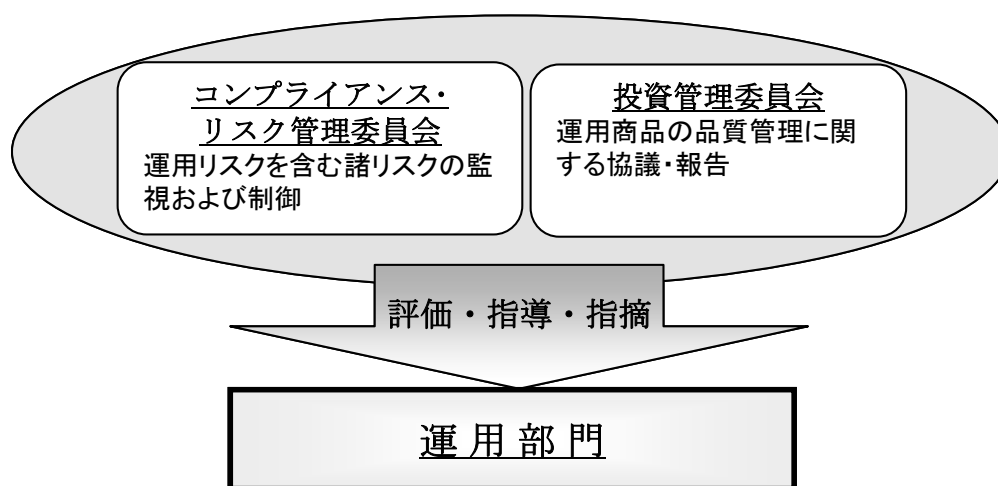 コンプライアンス・
リスク管理委員会
運用リスクを含む諸リスクの監
視および制御
投資管理委員会
運用商品の品質管理に関
する協議・報告
評価・指導・指摘
運用部門